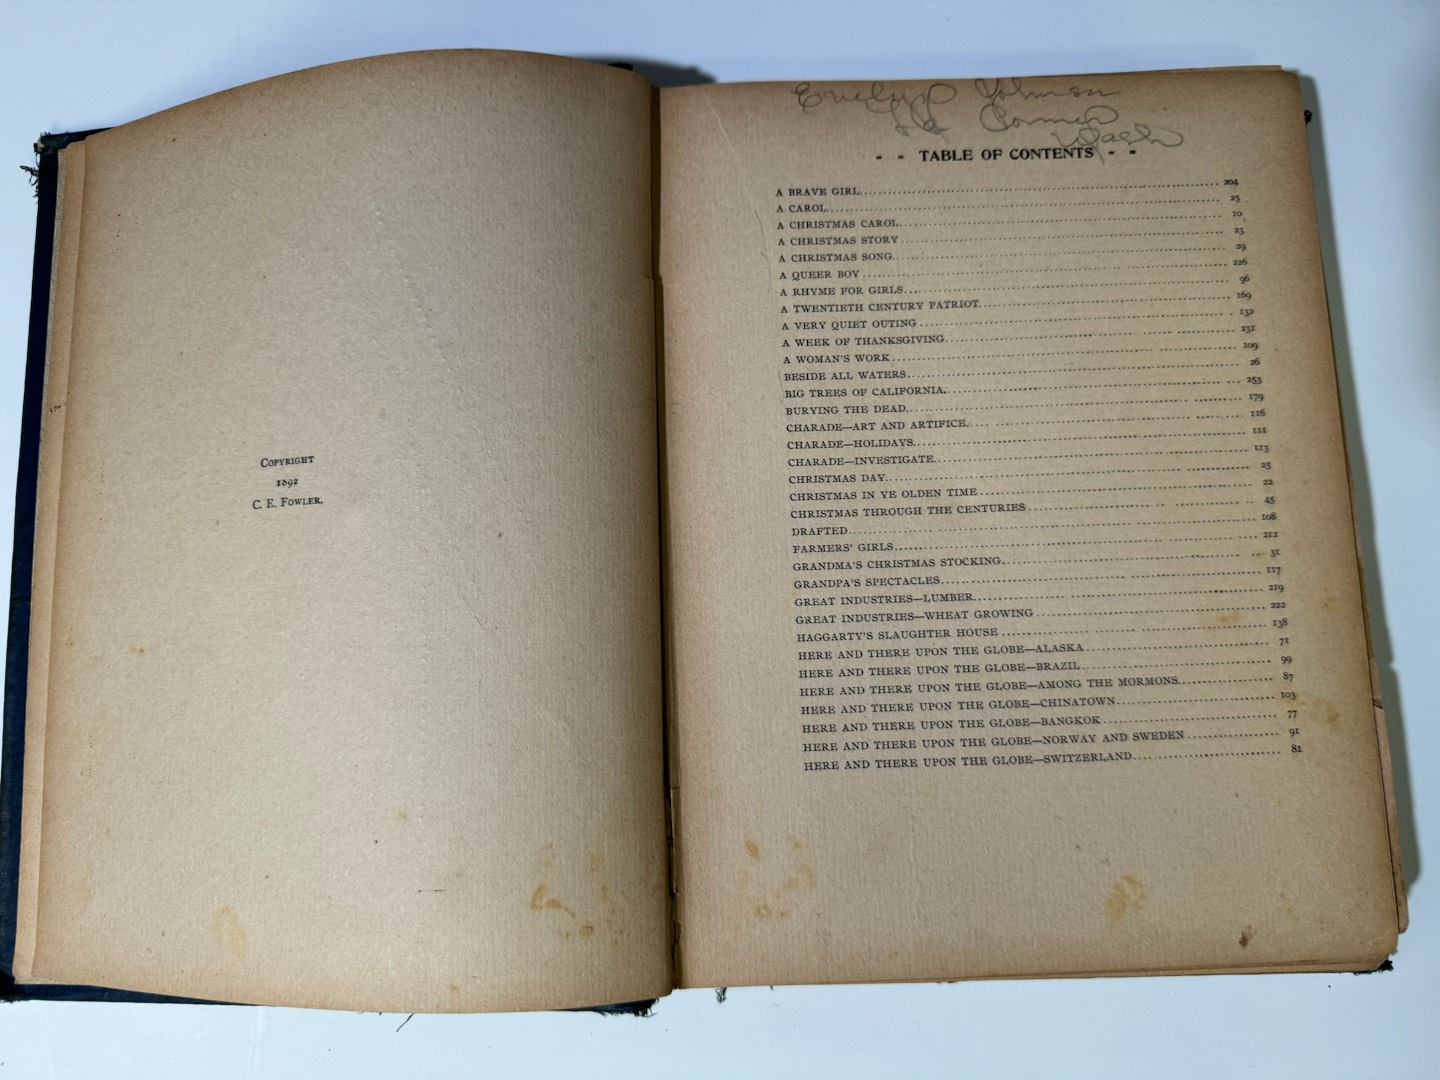 COPYRIGHT
1892
C. E. FOWLER.
Evelyn Johnson
La Conner
Wash
- - TABLE OF CONTENTS - -
A BRAVE GIRL 204
A CAROL 25
A CHRISTMAS CAROL 10
A CHRISTMAS STORY 23
A CHRISTMAS SONG 29
A QUEER BOY 226
A RHYME FOR GIRLS 96
A TWENTIETH CENTURY PATRIOT 169
A VERY QUIET OUTING 132
A WEEK OF THANKSGIVING 231
A WOMAN'S WORK 109
BESIDE ALL WATERS 26
BIG TREES OF CALIFORNIA 253
BURYING THE DEAD 179
CHARADE—ART AND ARTIFICE 116
CHARADE—HOLIDAYS 111
CHARADE—INVESTIGATE 113
CHRISTMAS DAY 25
CHRISTMAS IN YE OLDEN TIME 22
CHRISTMAS THROUGH THE CENTURIES 45
DRAFTED 108
FARMERS' GIRLS 212
GRANDMA'S CHRISTMAS STOCKING 31
GRANDPA'S SPECTACLES 117
GREAT INDUSTRIES—LUMBER 219
GREAT INDUSTRIES—WHEAT GROWING 222
HAGGARTY'S SLAUGHTER HOUSE 138
HERE AND THERE UPON THE GLOBE—ALASKA 71
HERE AND THERE UPON THE GLOBE—BRAZIL 99
HERE AND THERE UPON THE GLOBE—AMONG THE MORMONS 87
HERE AND THERE UPON THE GLOBE—CHINATOWN 103
HERE AND THERE UPON THE GLOBE—BANGKOK 77
HERE AND THERE UPON THE GLOBE—NORWAY AND SWEDEN 91
HERE AND THERE UPON THE GLOBE—SWITZERLAND 81